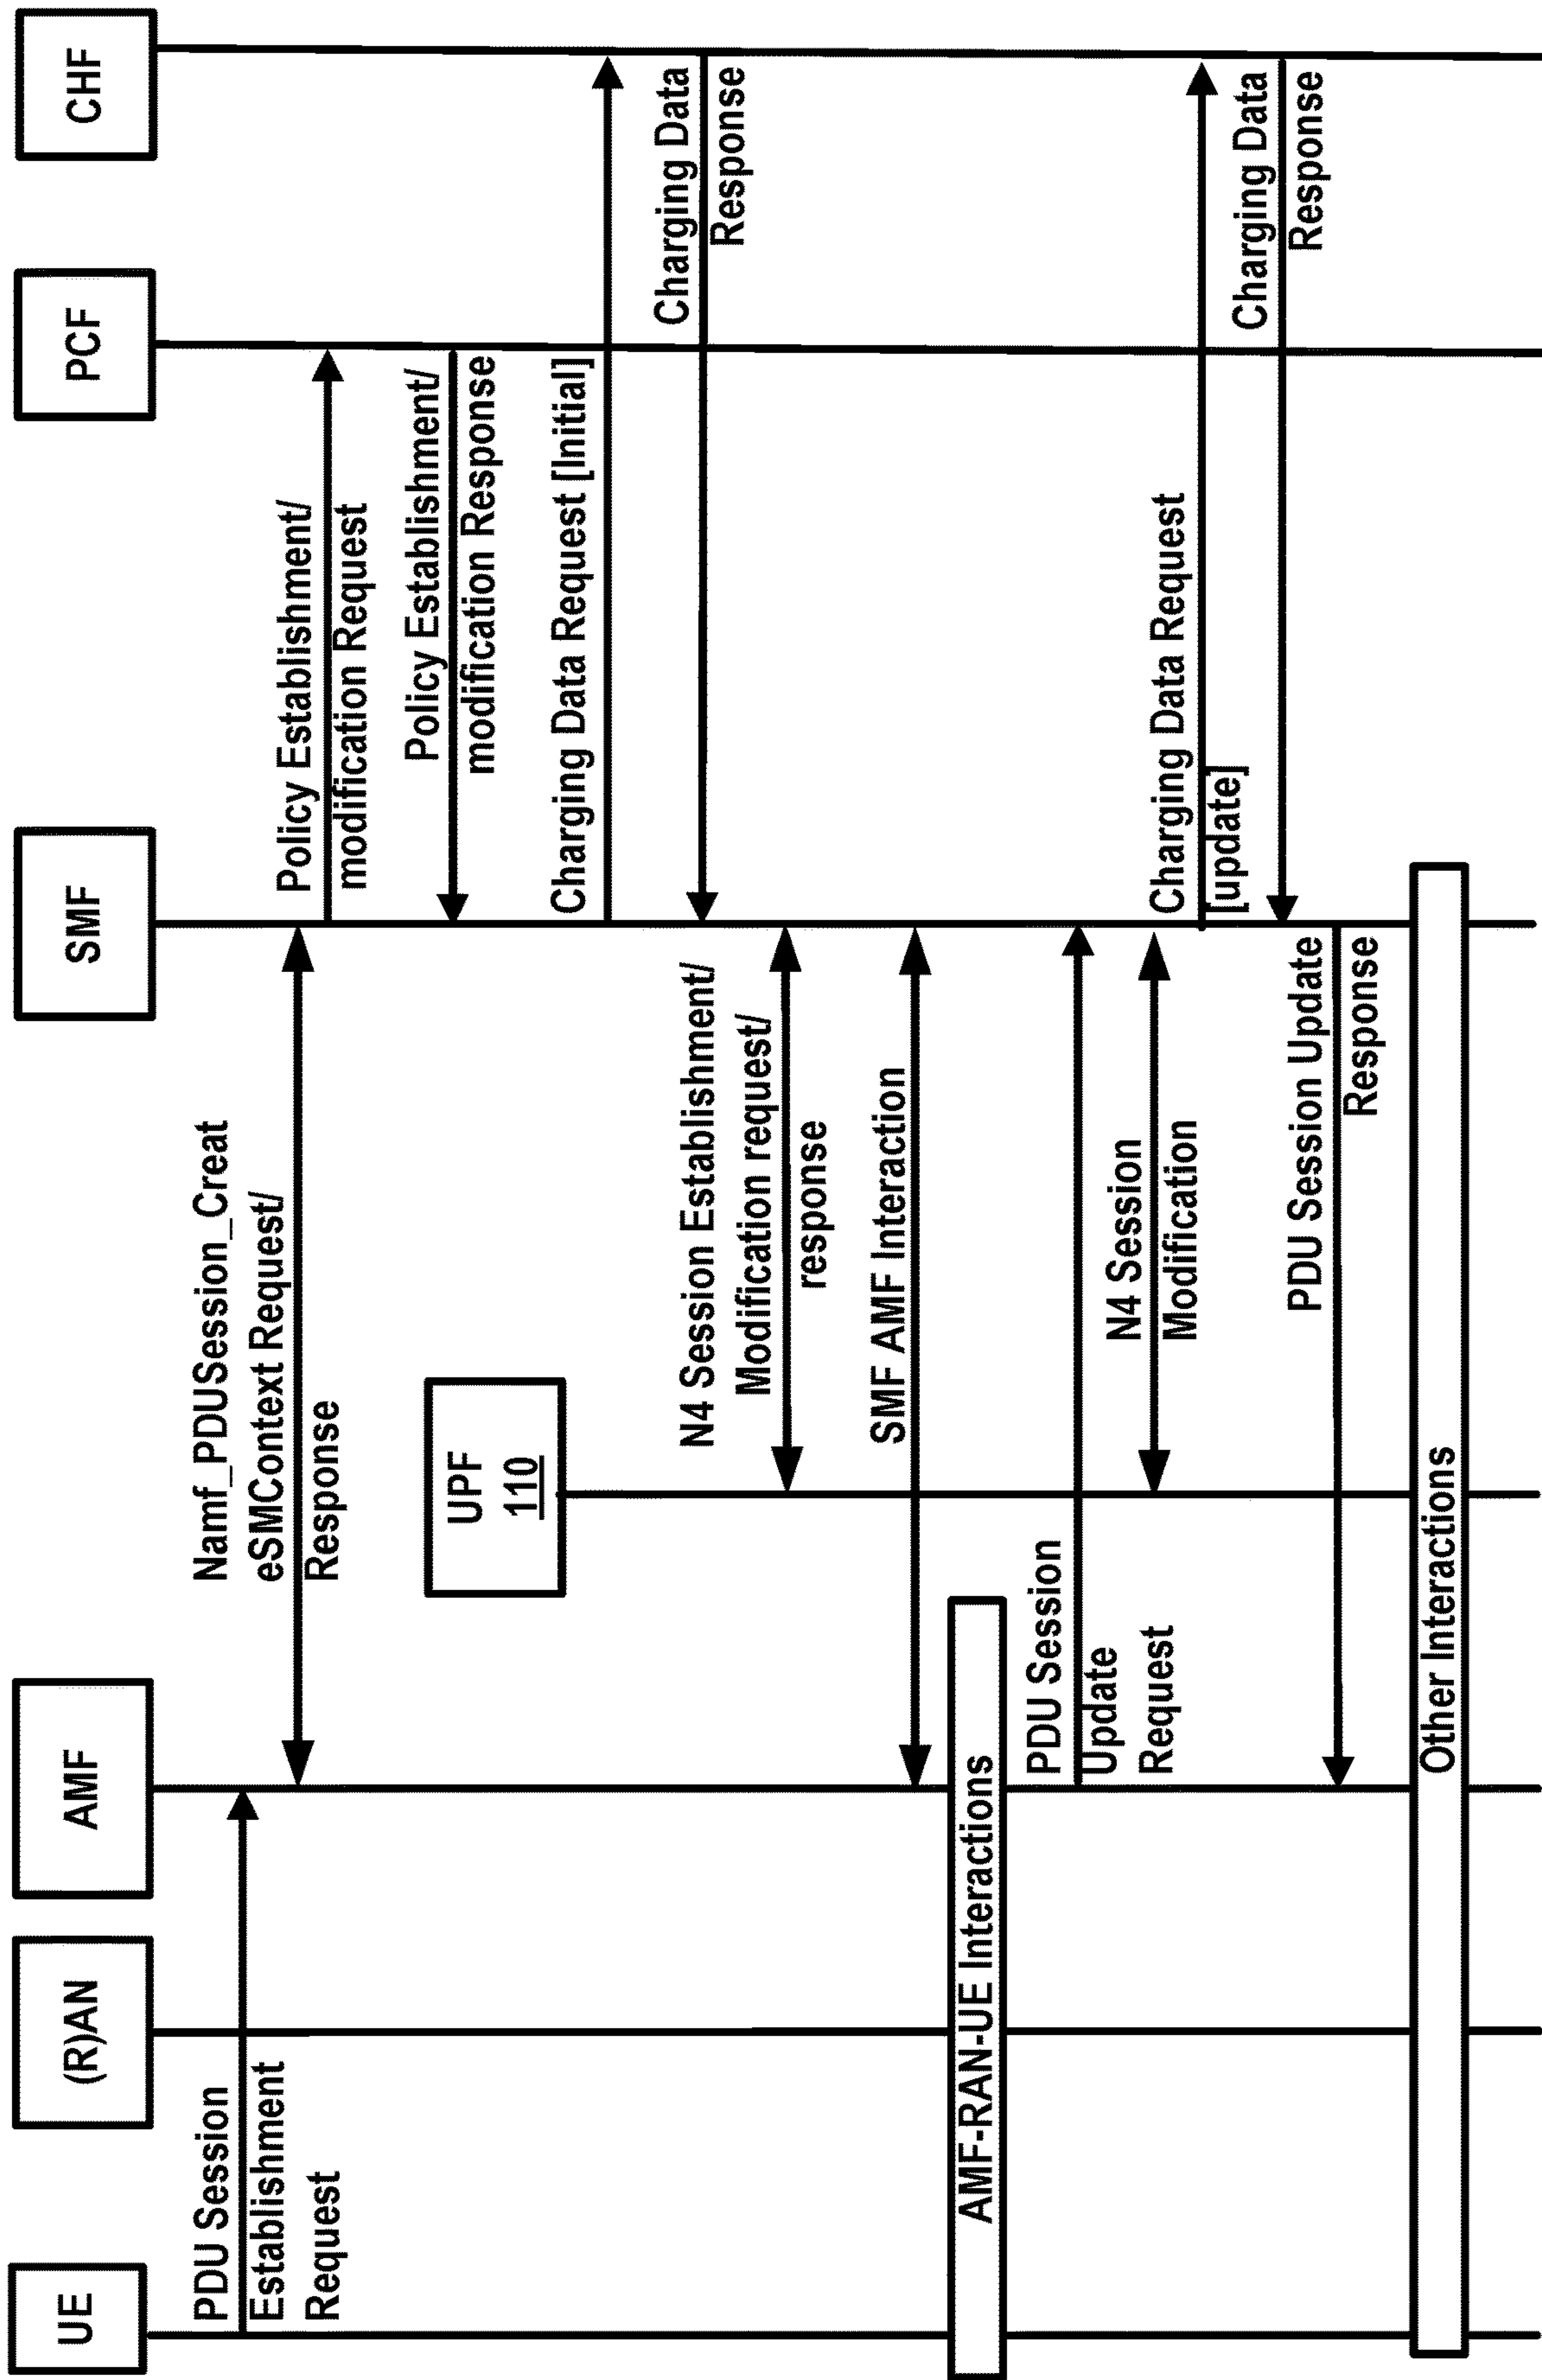 UE
(R)AN
AMF
SMF
PCF
CHF
PDU Session
Establishment
Request
Namf_PDUSession_Creat
eSMContext Request/
Response
Policy Establishment/
modification Request
UPF
110
Policy Establishment/
modification Response
Charging Data Request [Initial]
Charging Data
Response
N4 Session Establishment/
Modification request/
response
SMF AMF Interaction
AMF-RAN-UE Interactions
PDU Session
Update
Request
N4 Session
Modification
Charging Data Request
[update]
Charging Data
Response
PDU Session Update
Response
Other Interactions